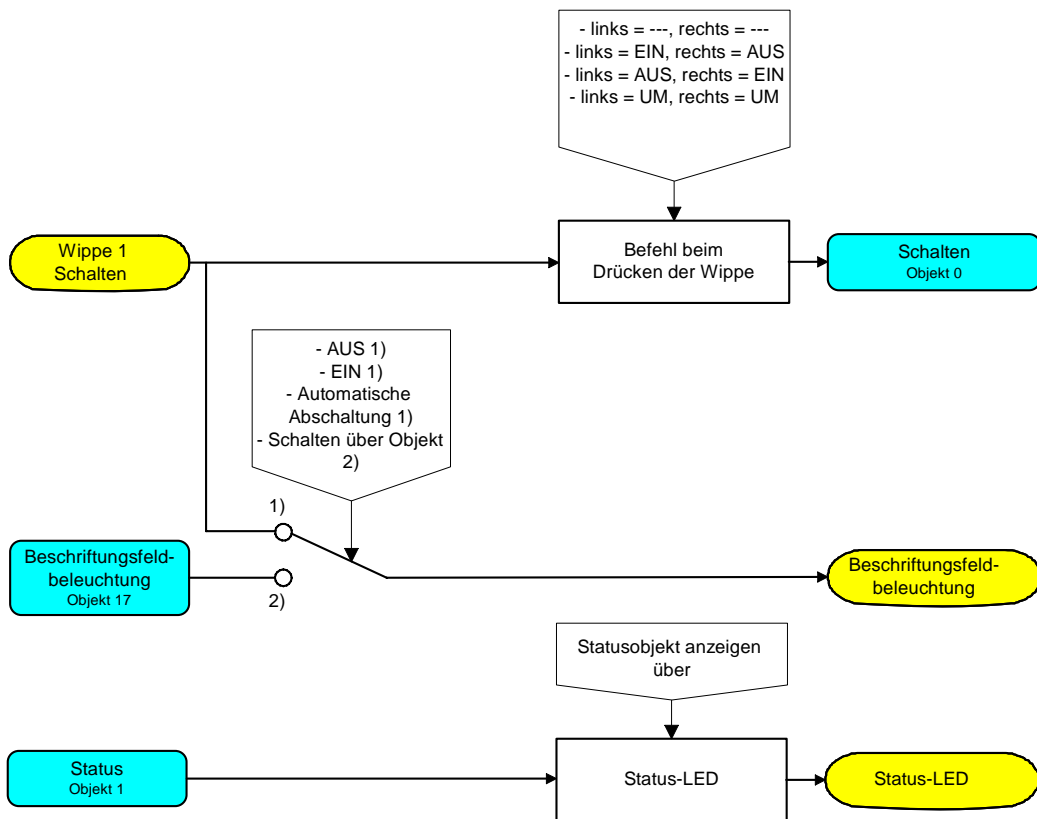 - links = ---, rechts = ---
- links = EIN, rechts = AUS
- links = AUS, rechts = EIN
- links = UM, rechts = UM
Wippe 1
Schalten
Befehl beim
Drücken der Wippe
Schalten
Objekt 0
- AUS 1)
- EIN 1)
- Automatische
Abschaltung 1)
- Schalten über Objekt
2)
1)
Beschriftungsfeld-
beleuchtung
Objekt 17
2)
Beschriftungsfeld-
beleuchtung
Statusobjekt anzeigen
über
Status
Objekt 1
Status-LED
Status-LED